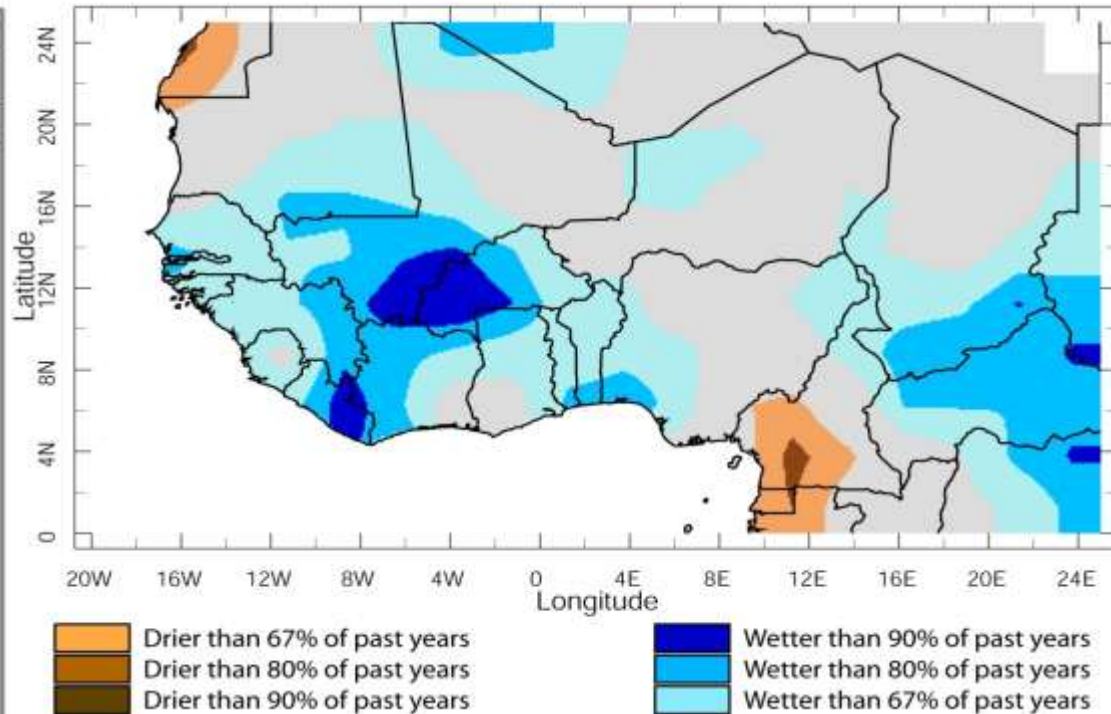 24N
20N
16N
12N
8N
4N
0
Latitude
20W 16W 12W 8W 4W 0 4E 8E 12E 16E 20E 24E
Longitude
Drier than 67% of past years
Drier than 80% of past years
Drier than 90% of past years
Wetter than 90% of past years
Wetter than 80% of past years
Wetter than 67% of past years